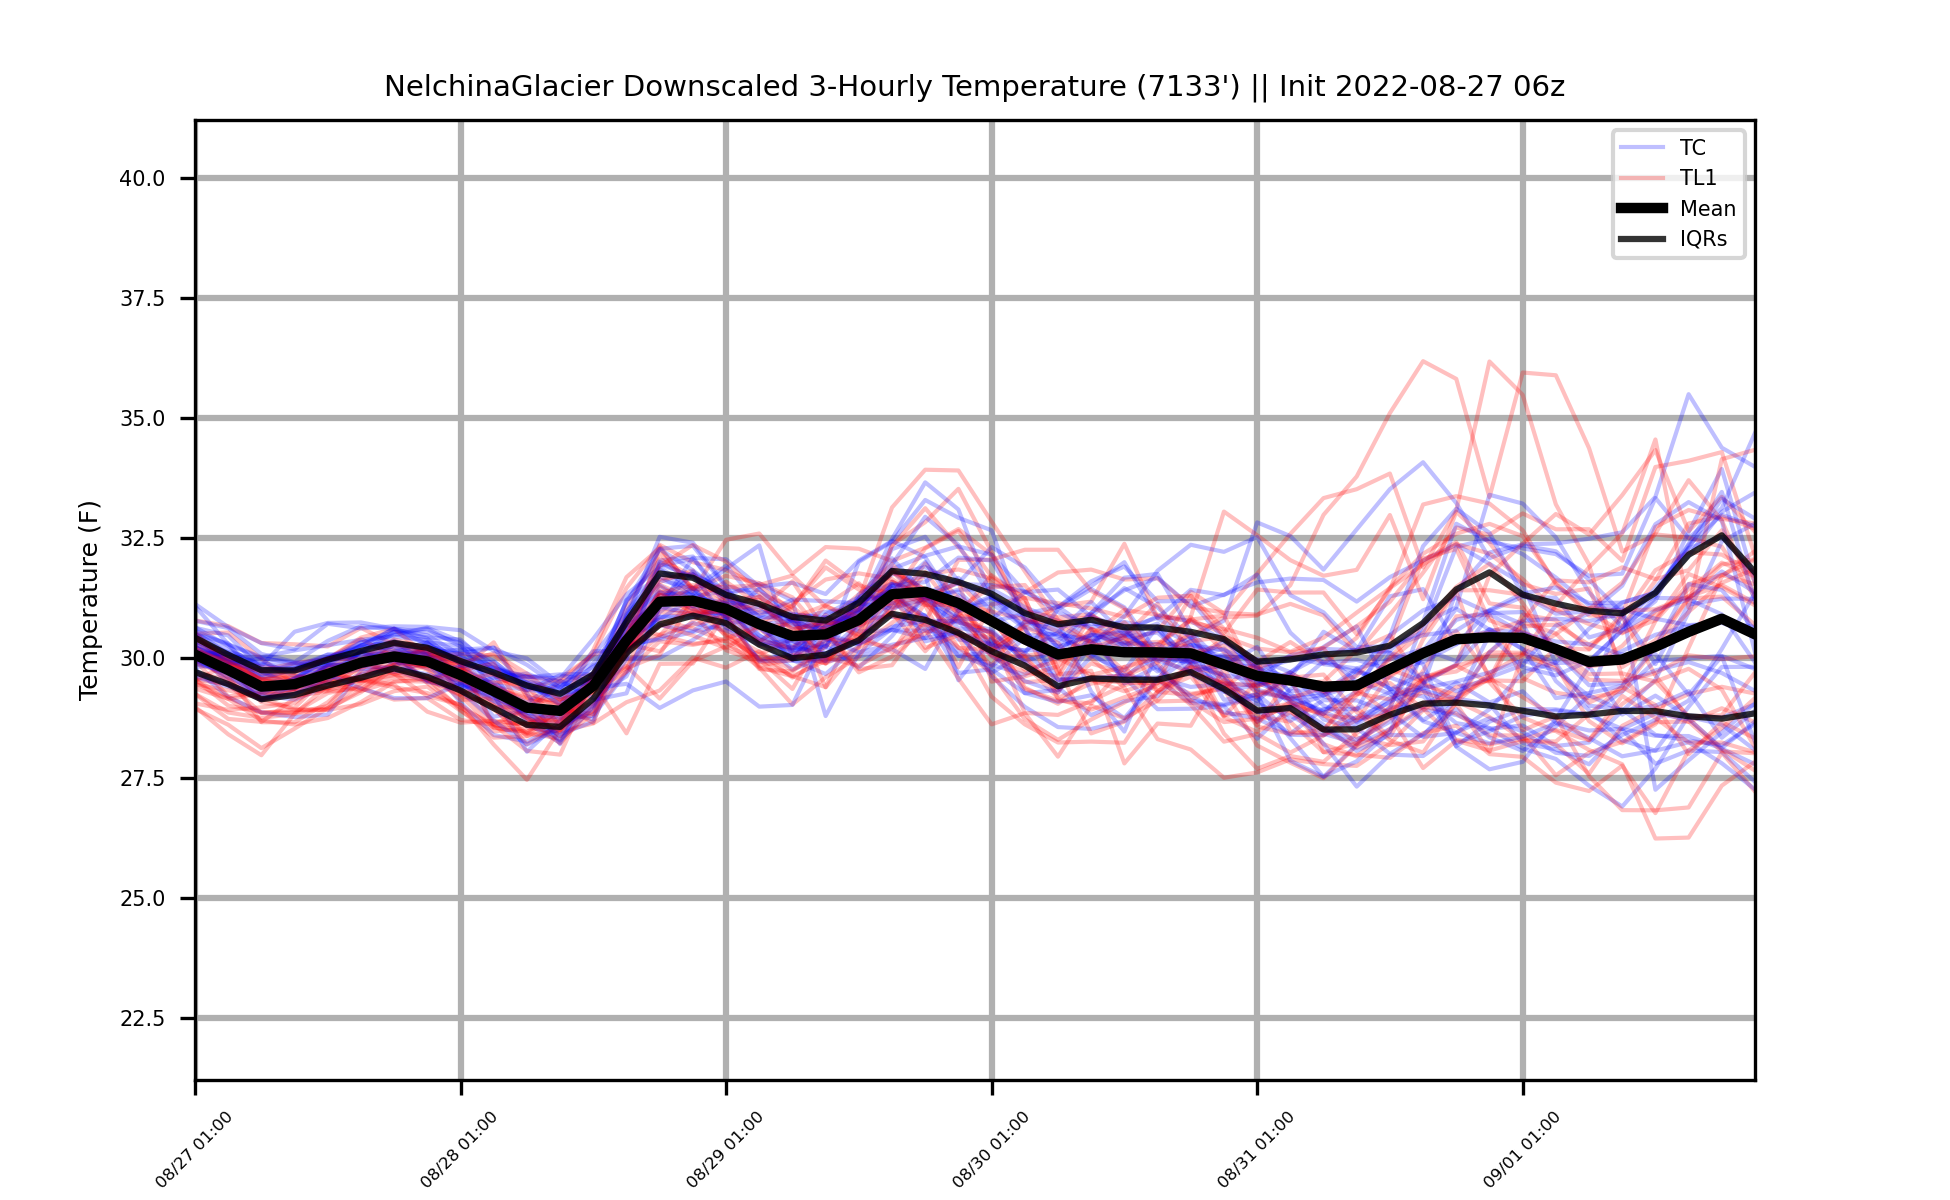 NelchinaGlacier Downscaled 3-Hourly Temperature (7133') || Init 2022-08-27 06z
TC
TL1
Mean
IQRs
Temperature (F)
40.0
37.5
35.0
32.5
30.0
27.5
25.0
22.5
08/27 01:00
08/28 01:00
08/29 01:00
08/30 01:00
08/31 01:00
09/01 01:00